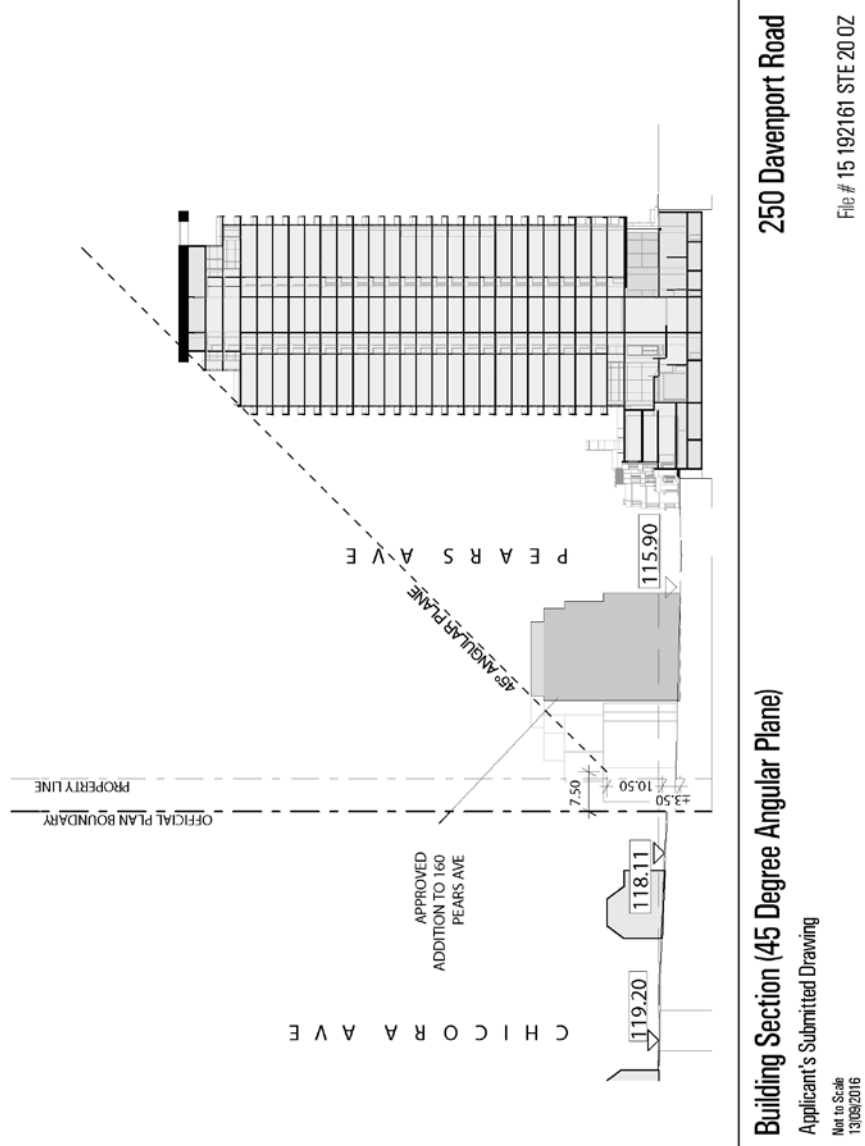 PROPERTY LINE
OFFICIAL PLAN BOUNDARY
45° ANGULAR PLANE
PEARS AVE
CHICORA AVE
APPROVED
ADDITION TO 160
PEARS AVE
7.50
10.50
±3.50
115.90
118.11
119.20
Building Section (45 Degree Angular Plane)
Applicant's Submitted Drawing
Not to Scale
13/09/2016
250 Davenport Road
File # 15 192161 STE 20 OZ